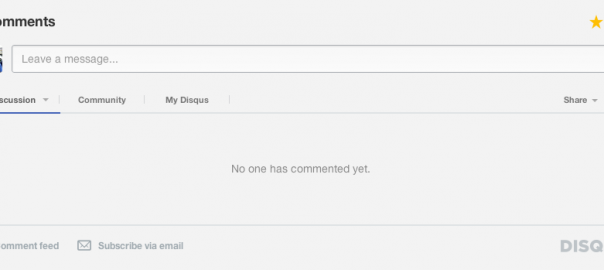 omments
Leave a message...
scussion Community My Disqus Share
No one has commented yet.
omment feed Subscribe via email DISQ